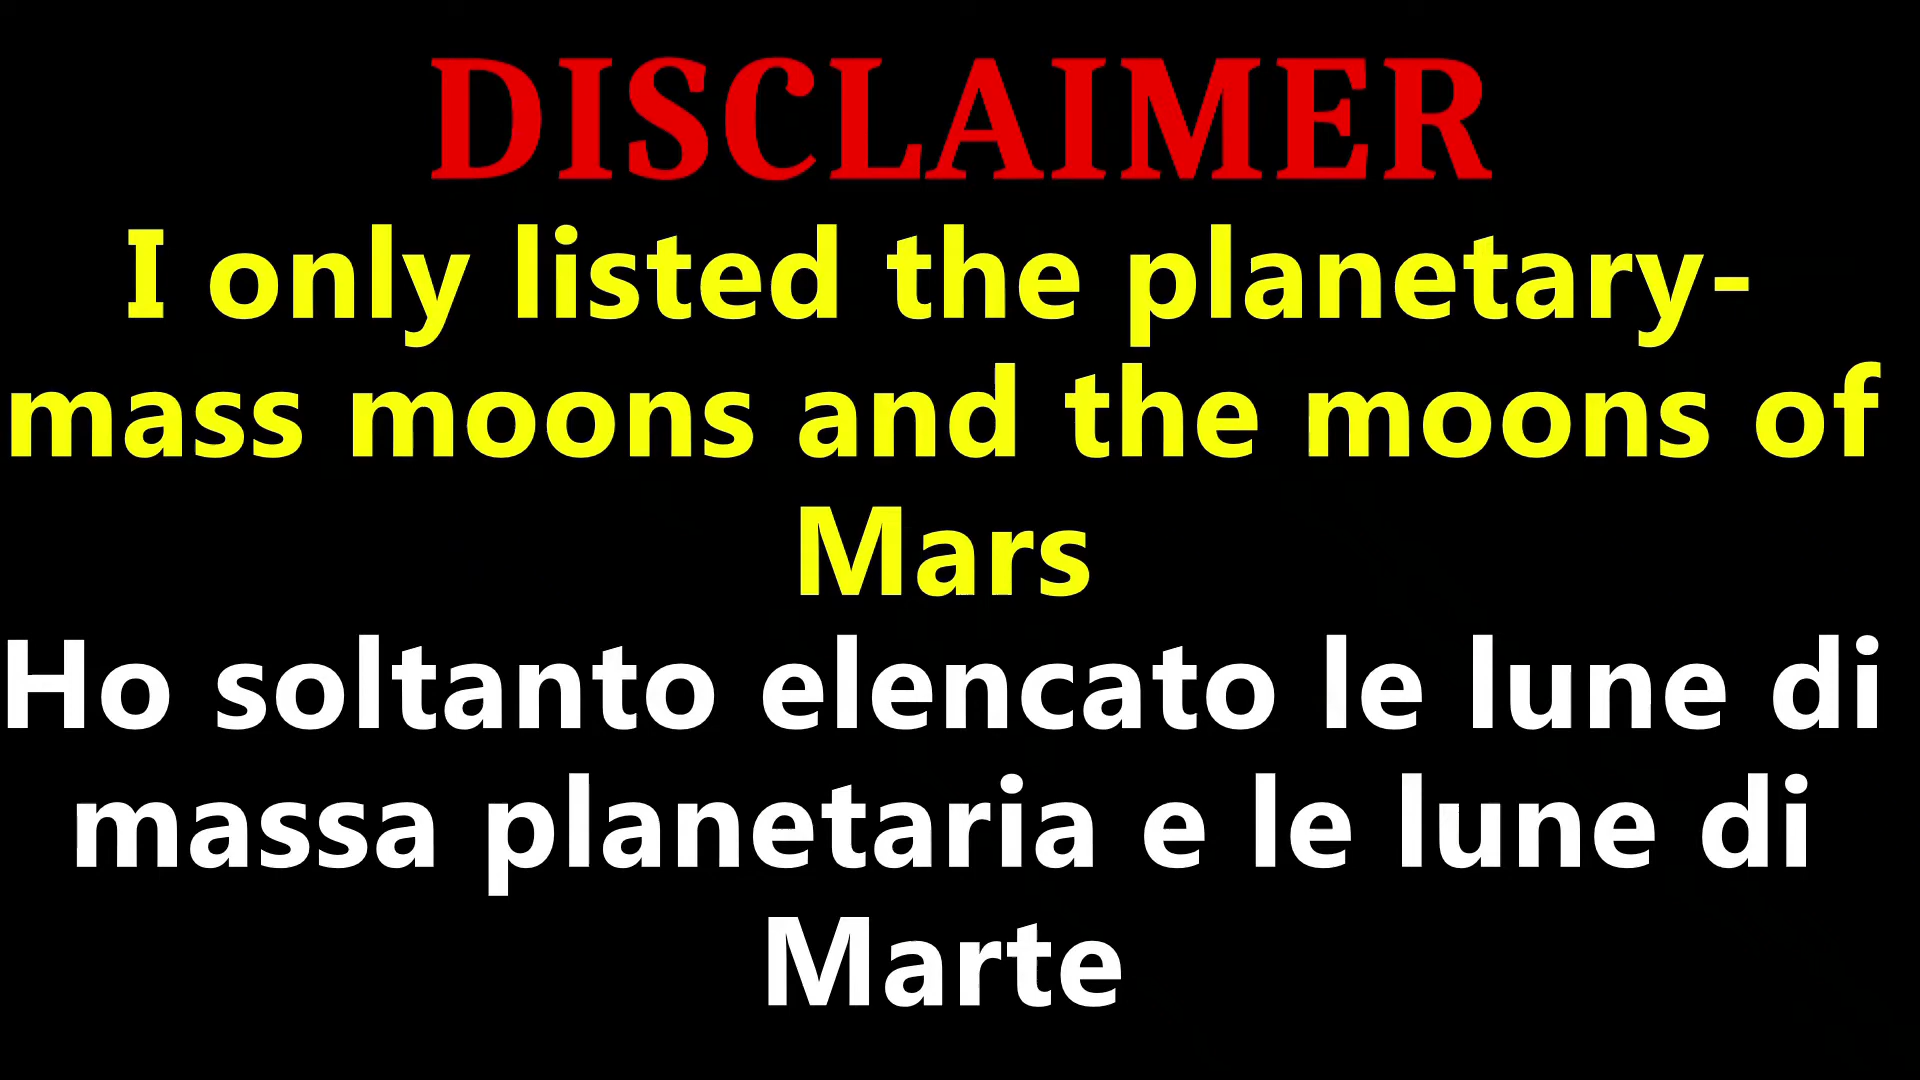 DISCLAIMER
I only listed the planetary-
mass moons and the moons of
Mars
Ho soltanto elencato le lune di
massa planetaria e le lune di
Marte